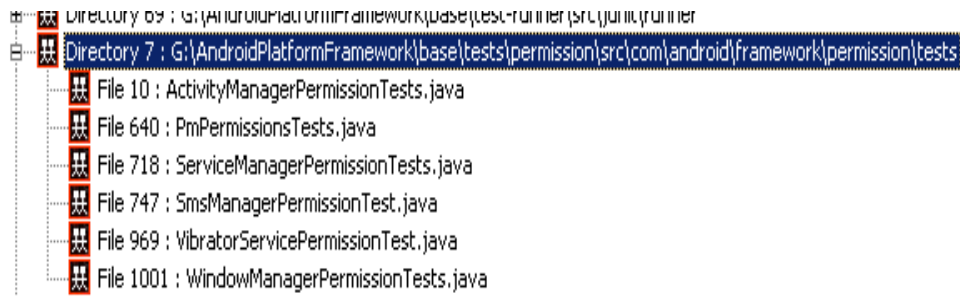 Directory 69 : G:\AndroidPlatformFramework\base\test-runner\src\junit\runner
Directory 7 : G:\AndroidPlatformFramework\base\tests\permission\src\com\android\framework\permission\tests
File 10 : ActivityManagerPermissionTests.java
File 640 : PmPermissionsTests.java
File 718 : ServiceManagerPermissionTests.java
File 747 : SmsManagerPermissionTest.java
File 969 : VibratorServicePermissionTest.java
File 1001 : WindowManagerPermissionTests.java